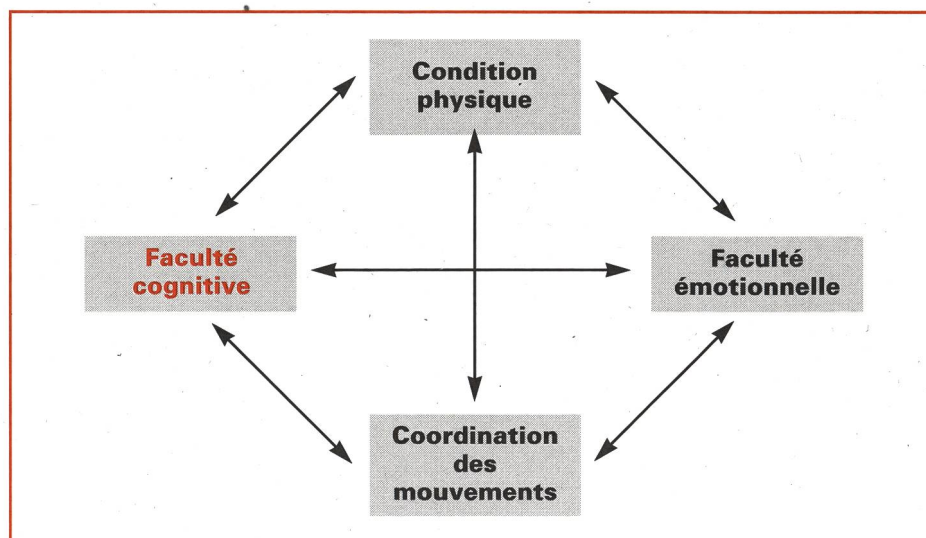 Condition
physique
Faculté
cognitive
Faculté
émotionnelle
Coordination
des
mouvements